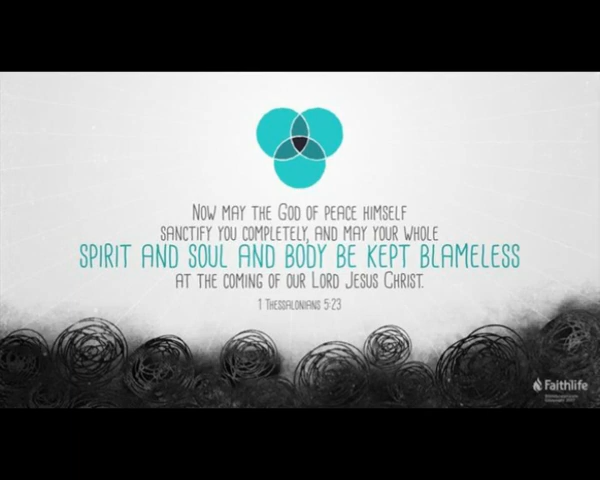 Now may the God of peace himself
sanctify you completely, and may your whole
spirit and soul and body be kept blameless
at the coming of our Lord Jesus Christ.
1 Thessalonians 5:23
Faithlife